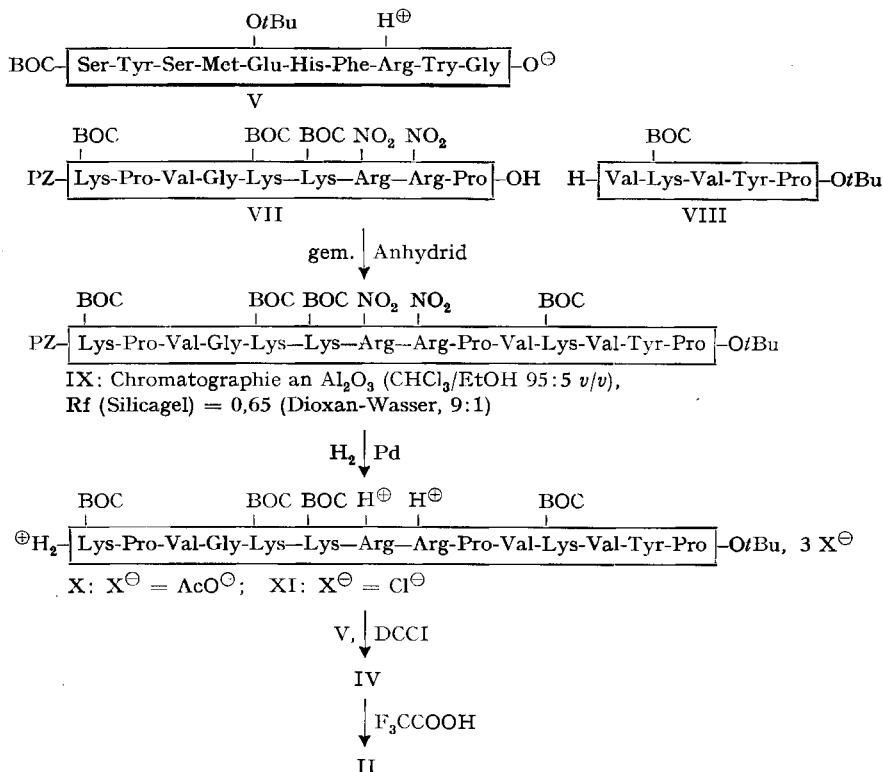 OtBu H⊕
BOC- Ser-Tyr-Ser-Met-Glu-His-Phe-Arg-Try-Gly -O⊖
V
BOC BOC BOC NO₂ NO₂ BOC
PZ- Lys-Pro-Val-Gly-Lys—Lys—Arg—Arg-Pro -OH H- Val-Lys-Val-Tyr-Pro -OtBu
VII VIII
gem. Anhydrid
BOC BOC BOC NO₂ NO₂ BOC
PZ- Lys-Pro-Val-Gly-Lys—Lys—Arg—Arg-Pro-Val-Lys-Val-Tyr-Pro -OtBu
IX: Chromatographie an Al₂O₃ (CHCl₃/EtOH 95:5 v/v),
Rf (Silicagel) = 0,65 (Dioxan-Wasser, 9:1)
H₂ Pd
BOC BOC BOC H⊕ H⊕ BOC
⊕H₂- Lys-Pro-Val-Gly-Lys—Lys—Arg—Arg-Pro-Val-Lys-Val-Tyr-Pro -OtBu, 3 X⊖
X: X⊖ = AcO⊖; XI: X⊖ = Cl⊖
V, DCCI
IV
F₃CCOOH
II